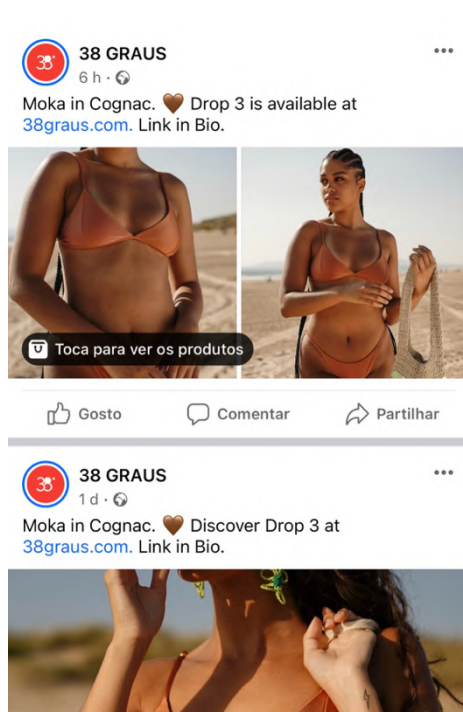 38°
38 GRAUS
6 h ·
Moka in Cognac. 🤎 Drop 3 is available at
38graus.com. Link in Bio.
Toca para ver os produtos
Gosto Comentar Partilhar
38°
38 GRAUS
1 d ·
Moka in Cognac. 🤎 Discover Drop 3 at
38graus.com. Link in Bio.